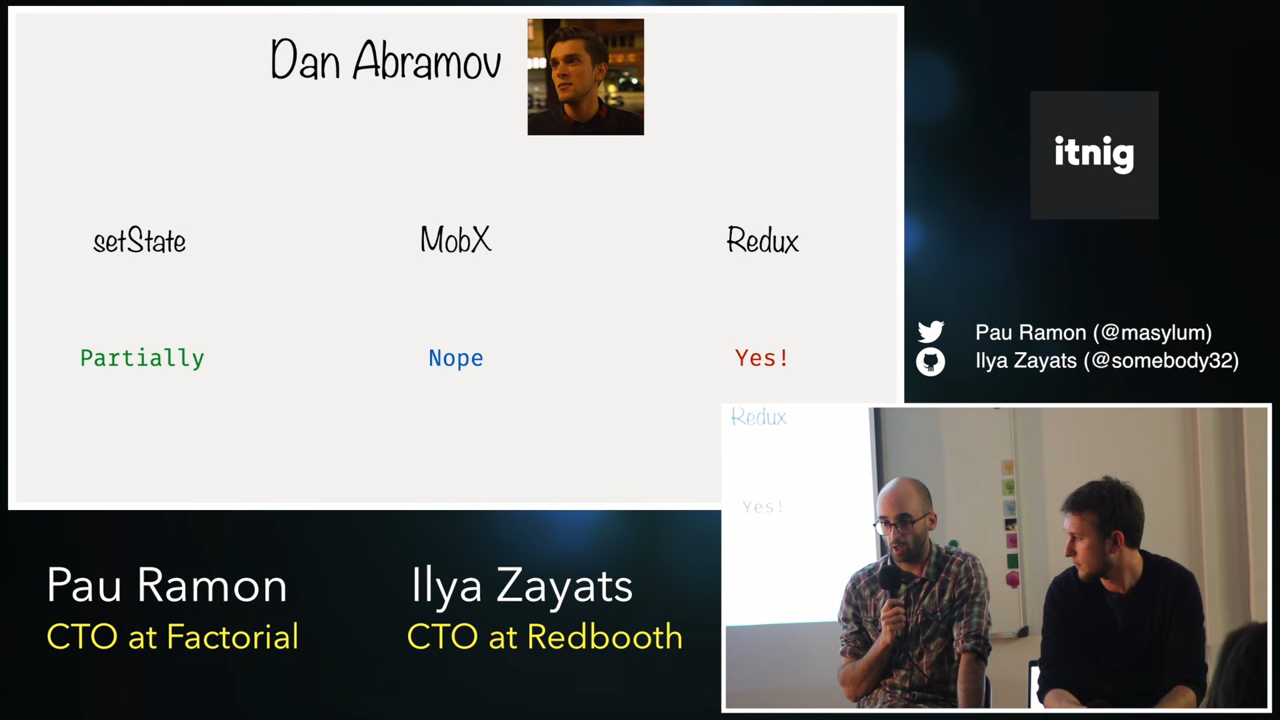 Dan Abramov
setState MobX Redux
Partially Nope Yes!
itnig
Pau Ramon (@masylum)
Ilya Zayats (@somebody32)
Redux
Yes!
Pau Ramon Ilya Zayats
CTO at Factorial CTO at Redbooth